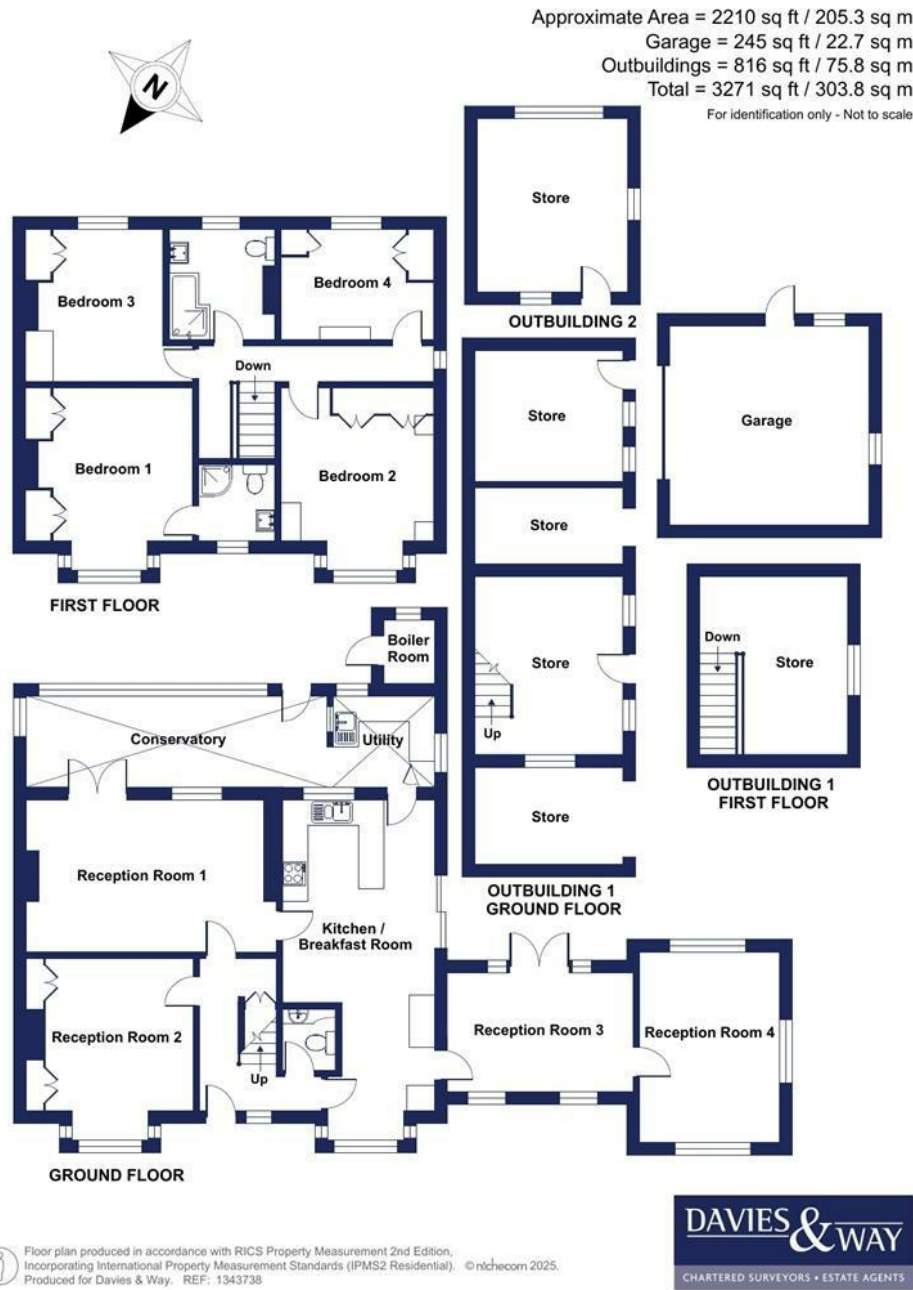 Approximate Area = 2210 sq ft / 205.3 sq m
Garage = 245 sq ft / 22.7 sq m
Outbuildings = 816 sq ft / 75.8 sq m
Total = 3271 sq ft / 303.8 sq m
For identification only - Not to scale
N
Store
OUTBUILDING 2
Bedroom 3
Bedroom 4
Down
Bedroom 1
Bedroom 2
FIRST FLOOR
Store
Garage
Store
Store
Up
Store
OUTBUILDING 1
GROUND FLOOR
Down
Store
OUTBUILDING 1
FIRST FLOOR
Boiler
Room
Conservatory
Utility
Reception Room 1
Kitchen /
Breakfast Room
Reception Room 2
Up
Reception Room 3
Reception Room 4
GROUND FLOOR
Floor plan produced in accordance with RICS Property Measurement 2nd Edition,
Incorporating International Property Measurement Standards (IPMS2 Residential). © nichecom 2025.
Produced for Davies & Way. REF: 1343738
DAVIES & WAY
CHARTERED SURVEYORS • ESTATE AGENTS